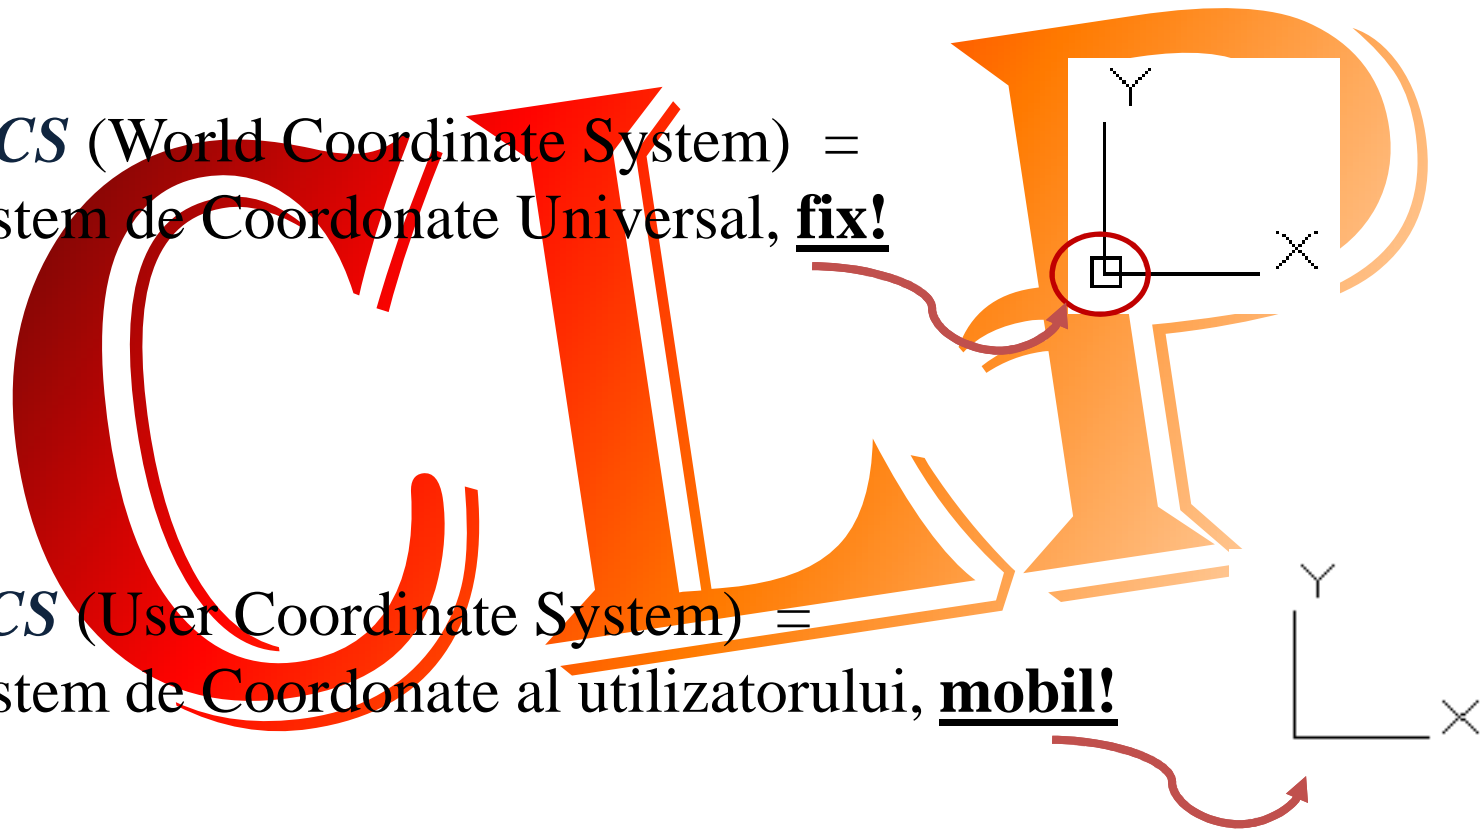 CS (World Coordinate System) =
stem de Coordonate Universal, fix!
Y
X
CS (User Coordinate System) =
stem de Coordonate al utilizatorului, mobil!
Y
X
CLP